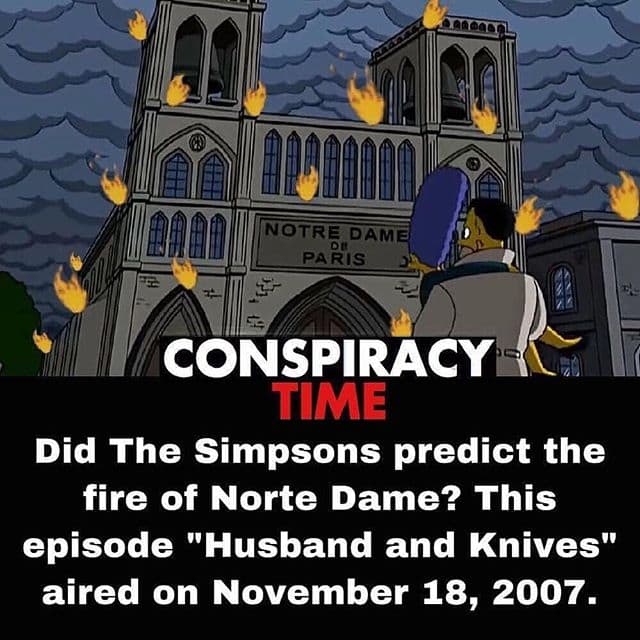 NOTRE DAME
DE
PARIS
CONSPIRACY
TIME
Did The Simpsons predict the
fire of Norte Dame? This
episode "Husband and Knives"
aired on November 18, 2007.